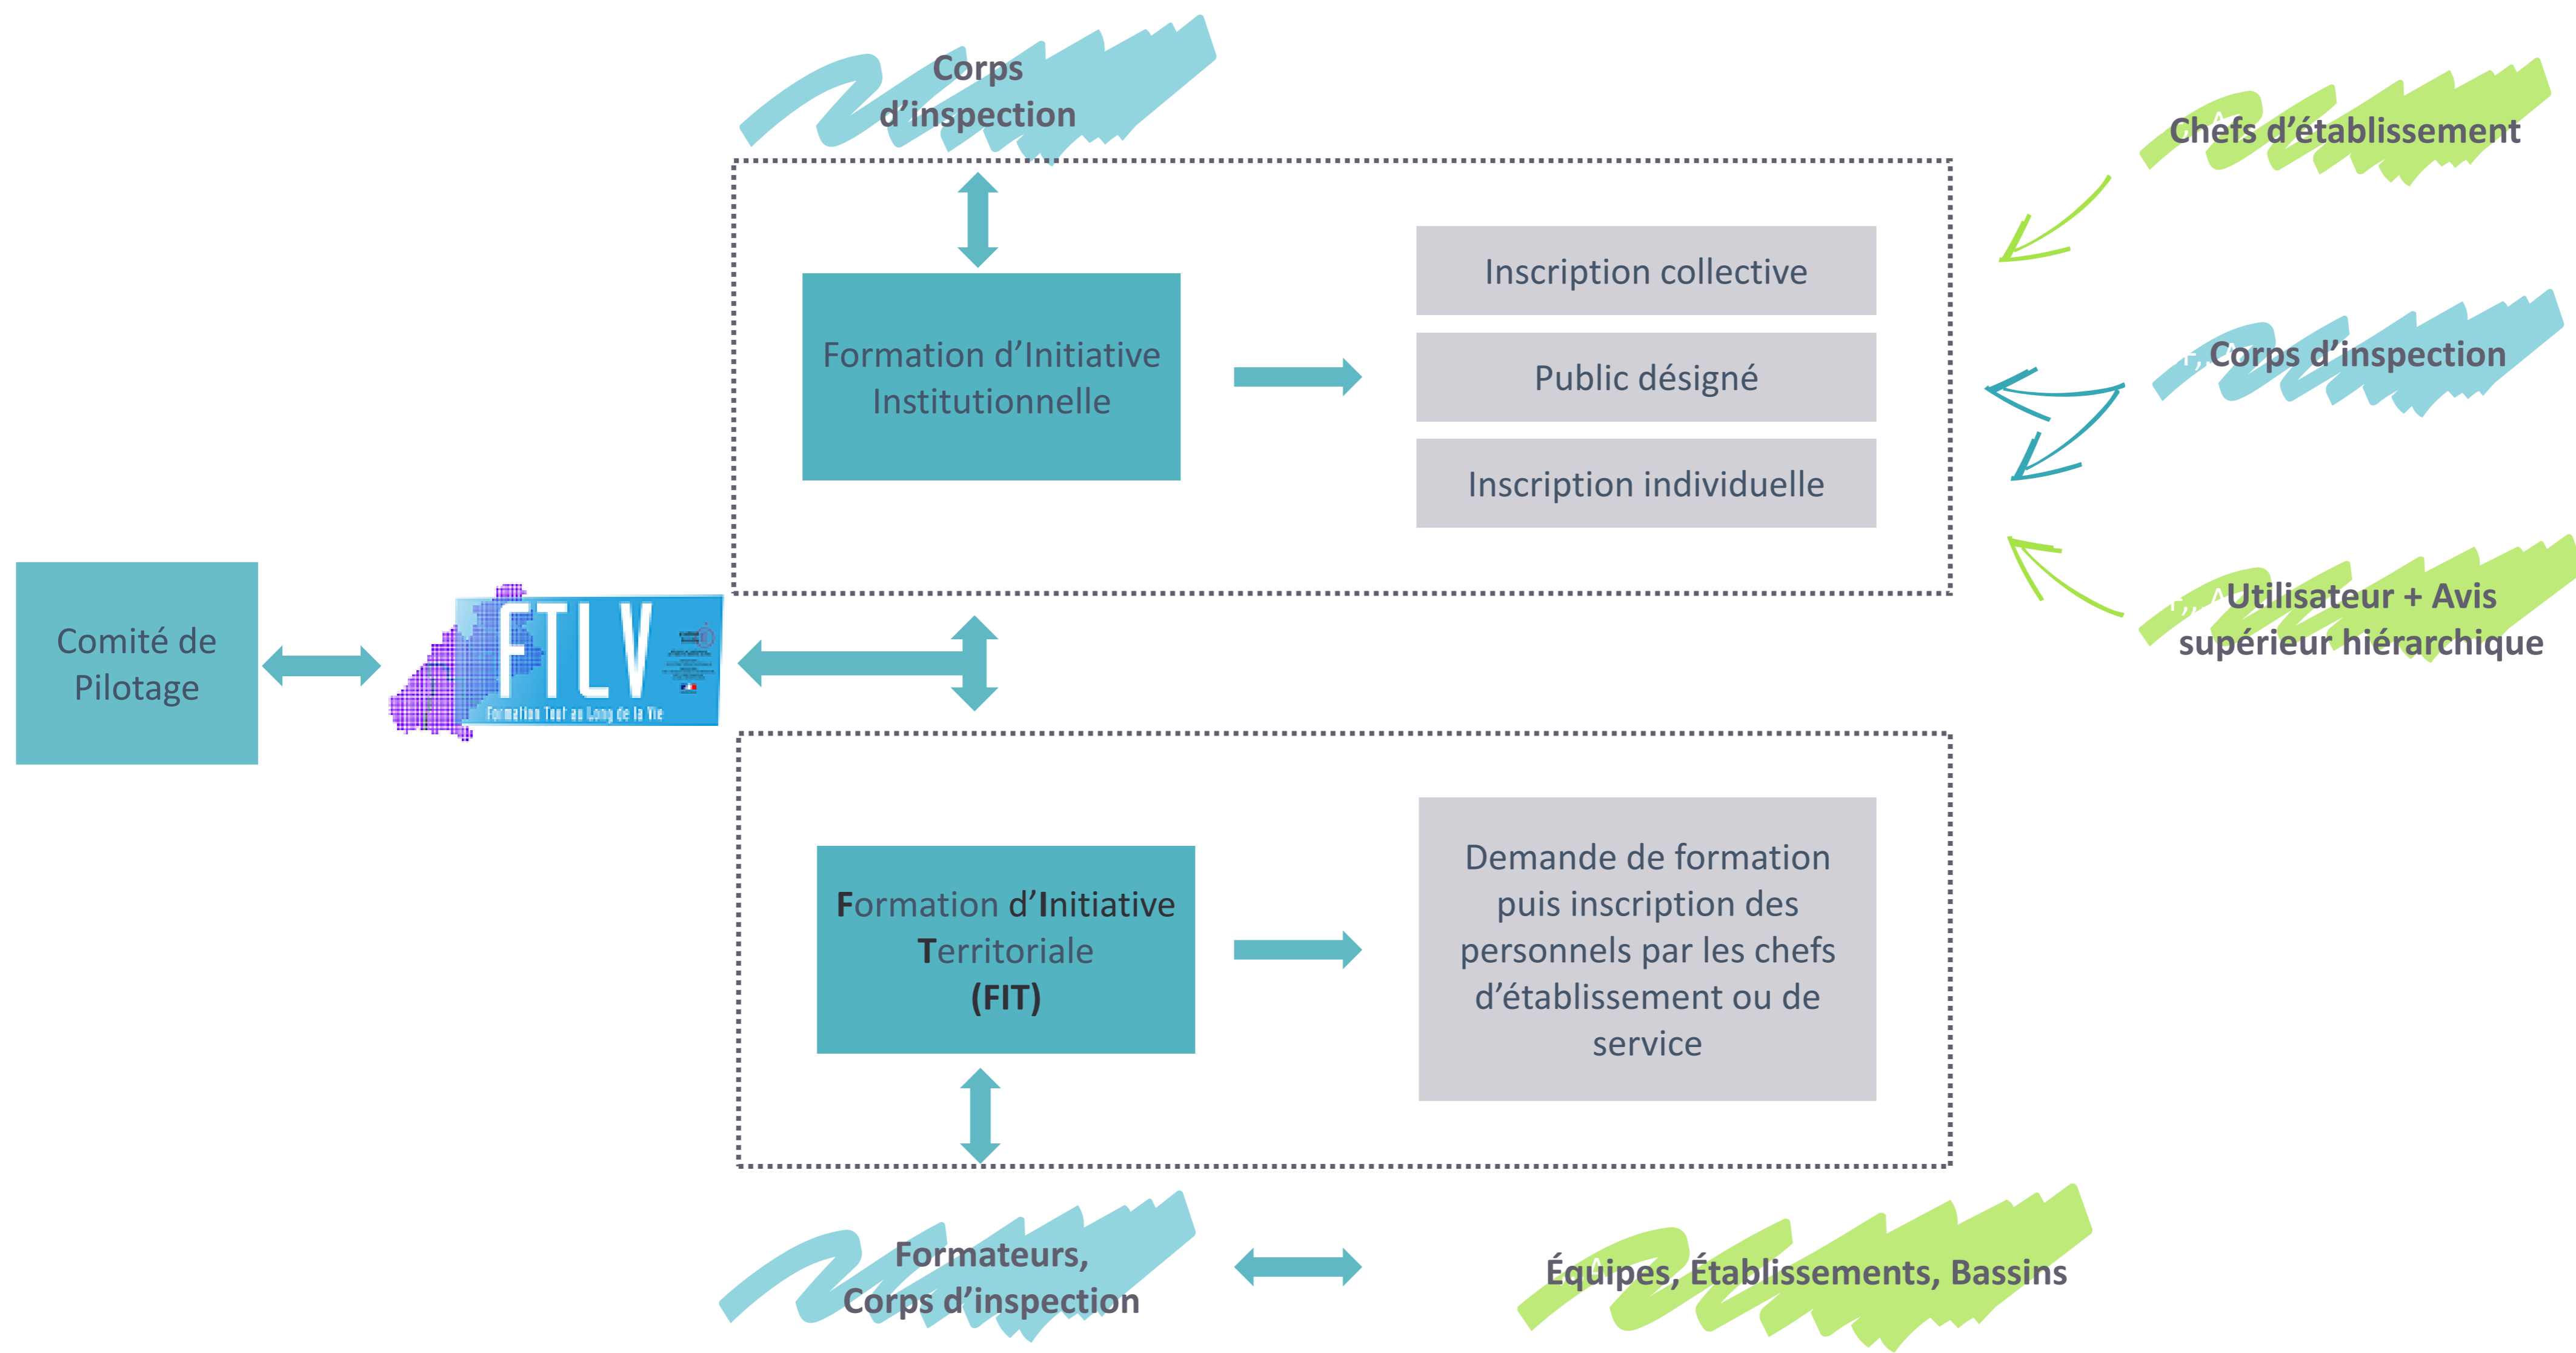 Corps
d’inspection
Chefs d’établissement
Inscription collective
Formation d’Initiative
Institutionnelle
Public désigné
Corps d’inspection
Inscription individuelle
Utilisateur + Avis
supérieur hiérarchique
Comité de
Pilotage
FTLV
Formation Tout au Long de la Vie
Formation d’Initiative
Territoriale
(FIT)
Demande de formation
puis inscription des
personnels par les chefs
d’établissement ou de
service
Formateurs,
Corps d’inspection
Équipes, Établissements, Bassins